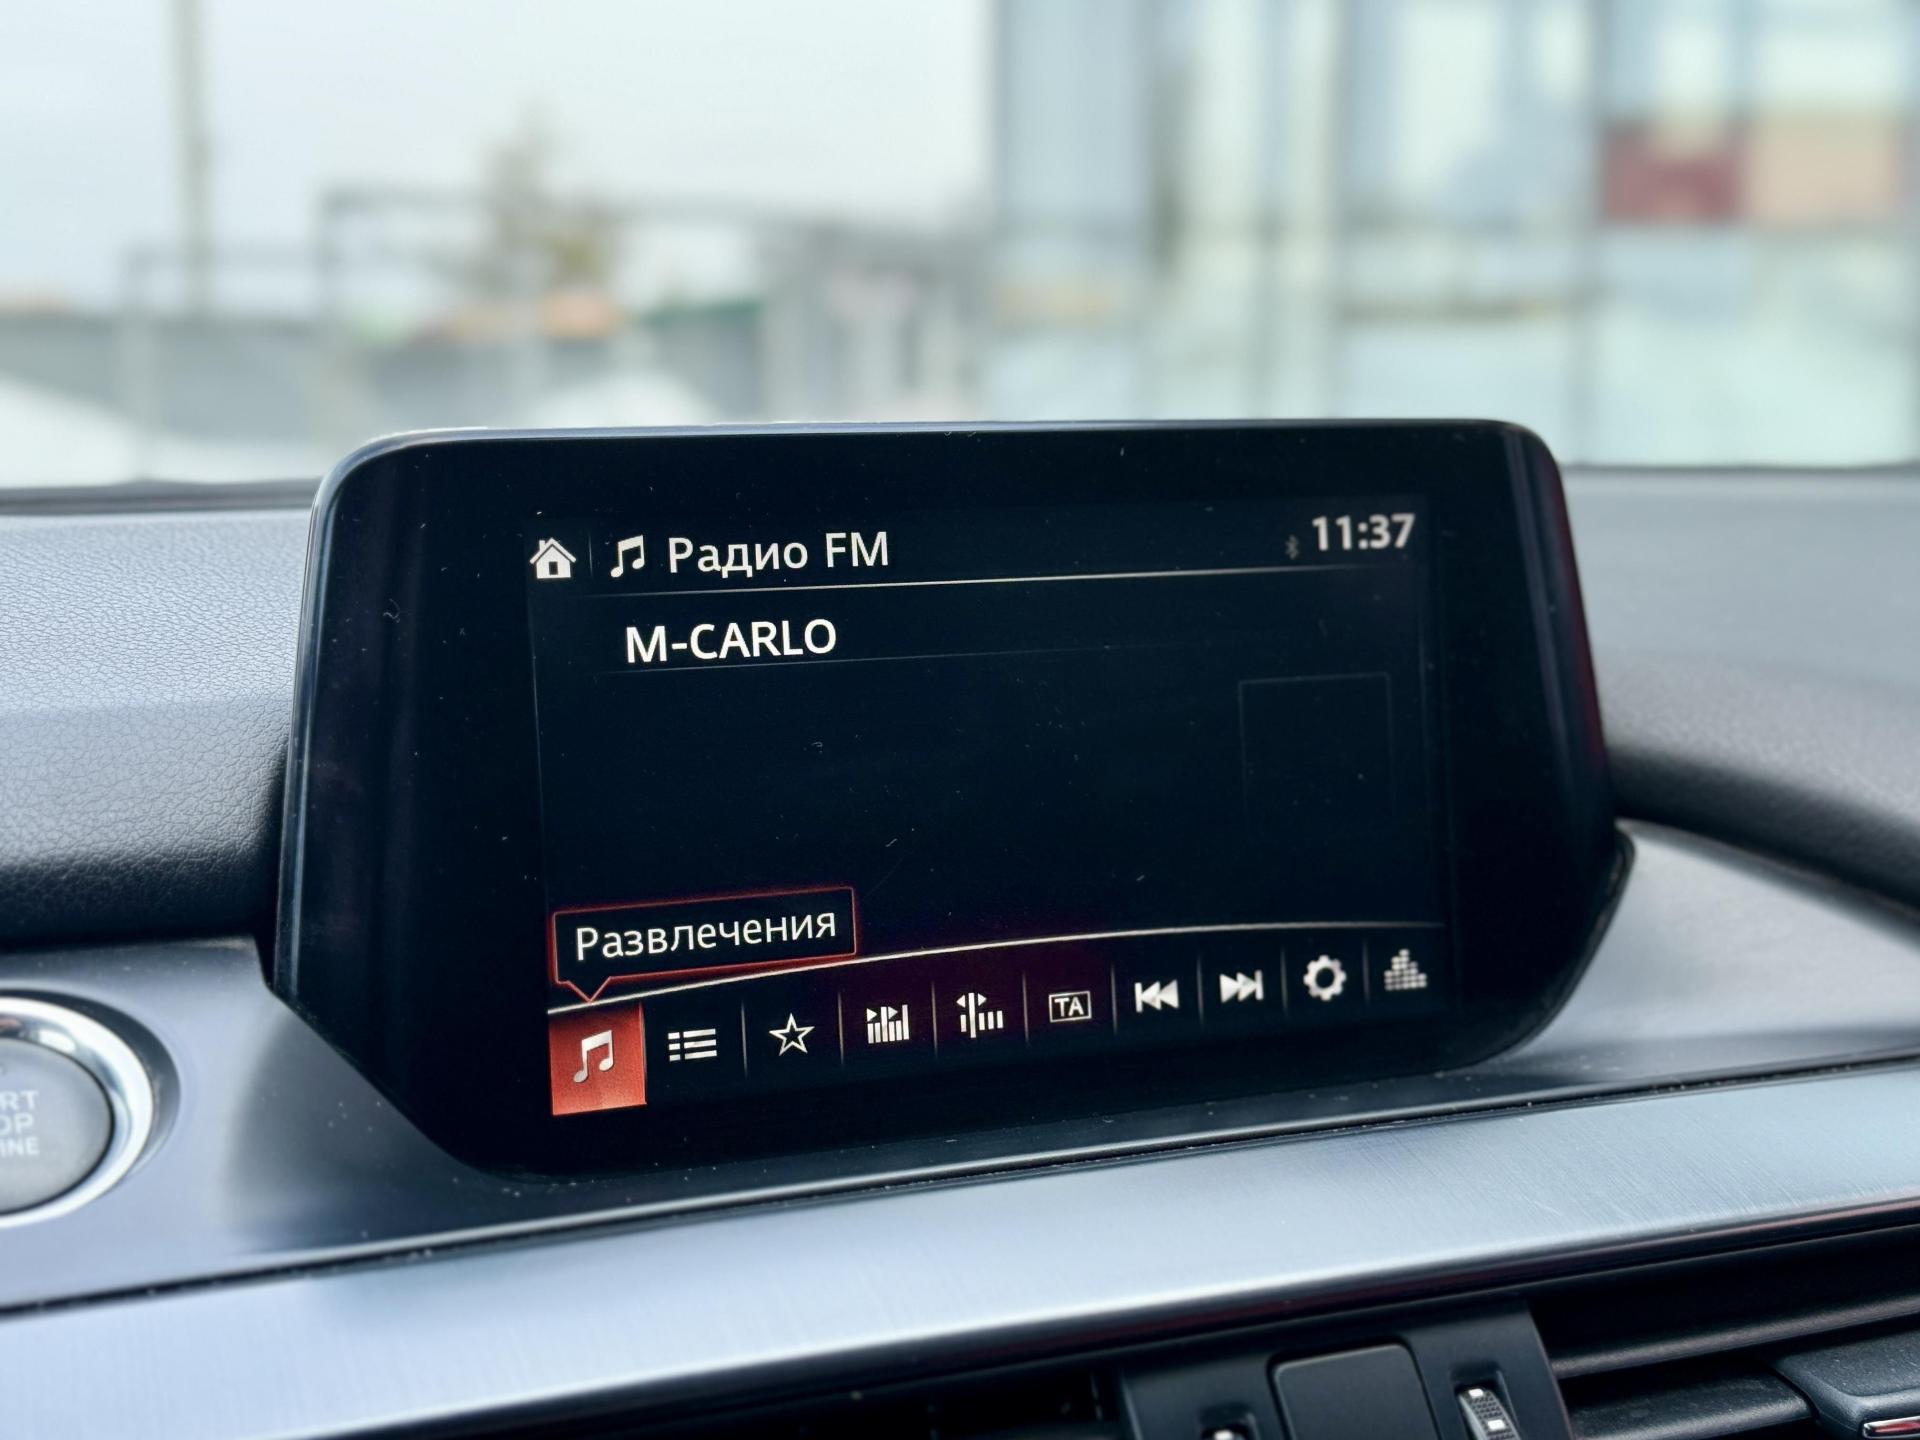 Радио FM
11:37
M-CARLO
Развлечения
TA